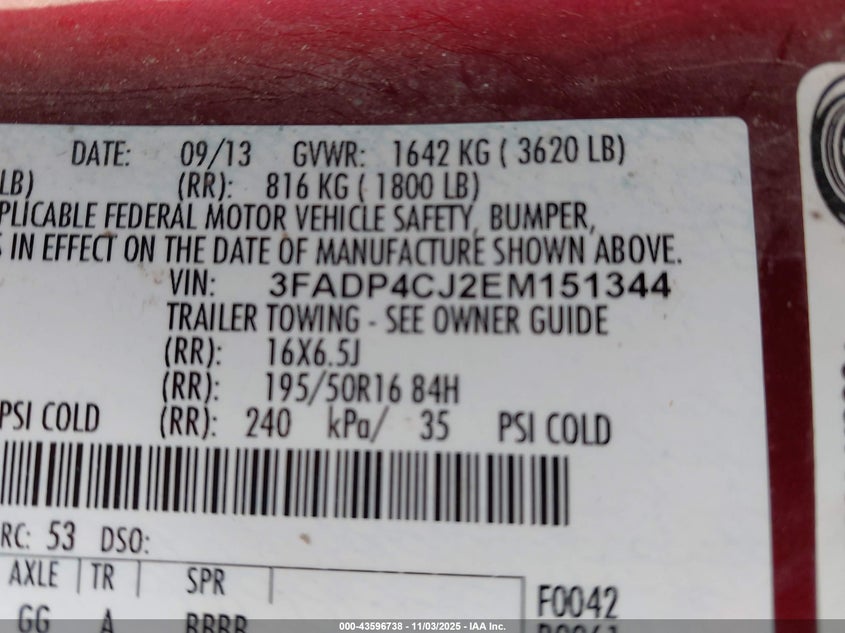 DATE: 09/13 GVWR: 1642 KG ( 3620 LB)
LB) (RR): 816 KG ( 1800 LB)
PLICABLE FEDERAL MOTOR VEHICLE SAFETY, BUMPER,
S IN EFFECT ON THE DATE OF MANUFACTURE SHOWN ABOVE.
VIN: 3FADP4CJ2EM151344
TRAILER TOWING - SEE OWNER GUIDE
(RR): 16X6.5J
(RR): 195/50R16 84H
PSI COLD (RR): 240 kPa/ 35 PSI COLD
RC: 53 DSO:
AXLE TR SPR
F0042
GG A BBBB
000-43596738 - 11/03/2025 - IAA Inc.